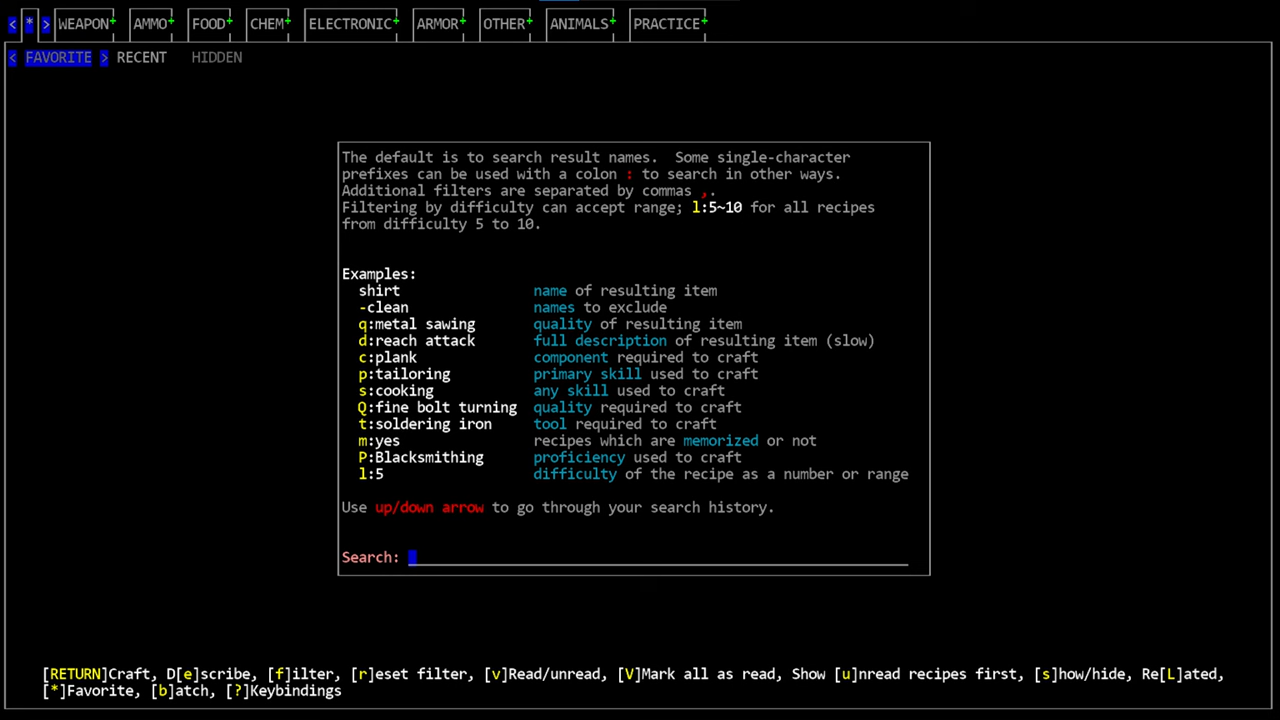 < * > WEAPON+ AMMO+ FOOD+ CHEM+ ELECTRONIC+ ARMOR+ OTHER+ ANIMALS+ PRACTICE+
< FAVORITE > RECENT HIDDEN
The default is to search result names.  Some single-character
prefixes can be used with a colon : to search in other ways.
Additional filters are separated by commas ,.
Filtering by difficulty can accept range; l:5~10 for all recipes
from difficulty 5 to 10.
Examples:
shirt name of resulting item
-clean names to exclude
q:metal sawing quality of resulting item
d:reach attack full description of resulting item (slow)
c:plank component required to craft
p:tailoring primary skill used to craft
s:cooking any skill used to craft
Q:fine bolt turning quality required to craft
t:soldering iron tool required to craft
m:yes recipes which are memorized or not
P:Blacksmithing proficiency used to craft
l:5 difficulty of the recipe as a number or range
Use up/down arrow to go through your search history.
Search:
[RETURN]Craft, D[e]scribe, [f]ilter, [r]eset filter, [v]Read/unread, [V]Mark all as read, Show [u]nread recipes first, [s]how/hide, Re[L]ated,
[*]Favorite, [b]atch, [?]Keybindings